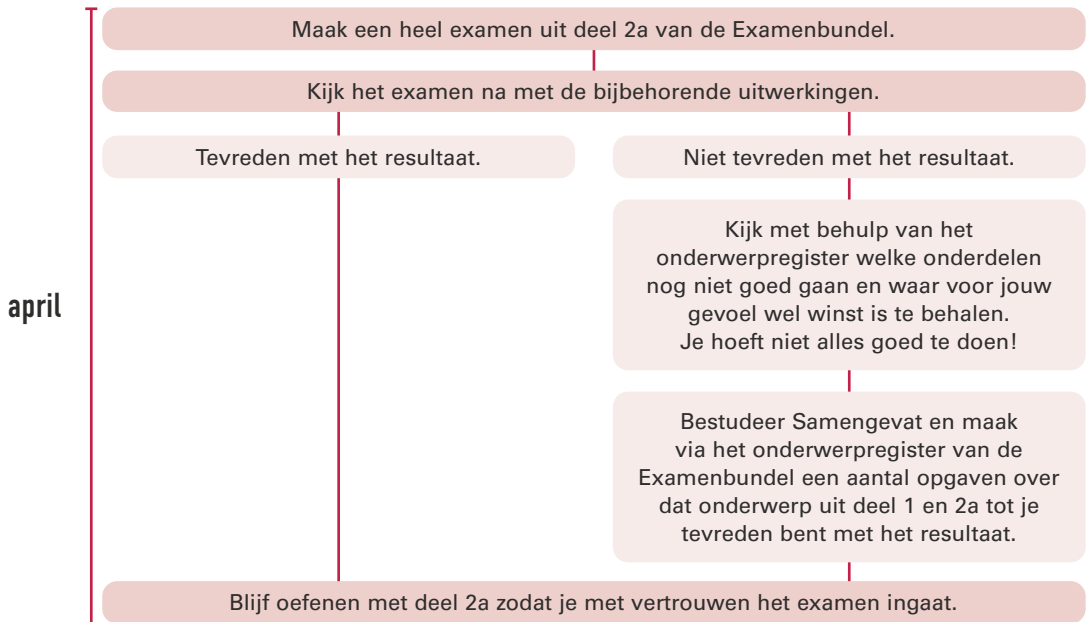 Maak een heel examen uit deel 2a van de Examenbundel.
Kijk het examen na met de bijbehorende uitwerkingen.
Tevreden met het resultaat.
Niet tevreden met het resultaat.
Kijk met behulp van het
onderwerpregister welke onderdelen
nog niet goed gaan en waar voor jouw
gevoel wel winst is te behalen.
Je hoeft niet alles goed te doen!
april
Bestudeer Samengevat en maak
via het onderwerpregister van de
Examenbundel een aantal opgaven over
dat onderwerp uit deel 1 en 2a tot je
tevreden bent met het resultaat.
Blijf oefenen met deel 2a zodat je met vertrouwen het examen ingaat.